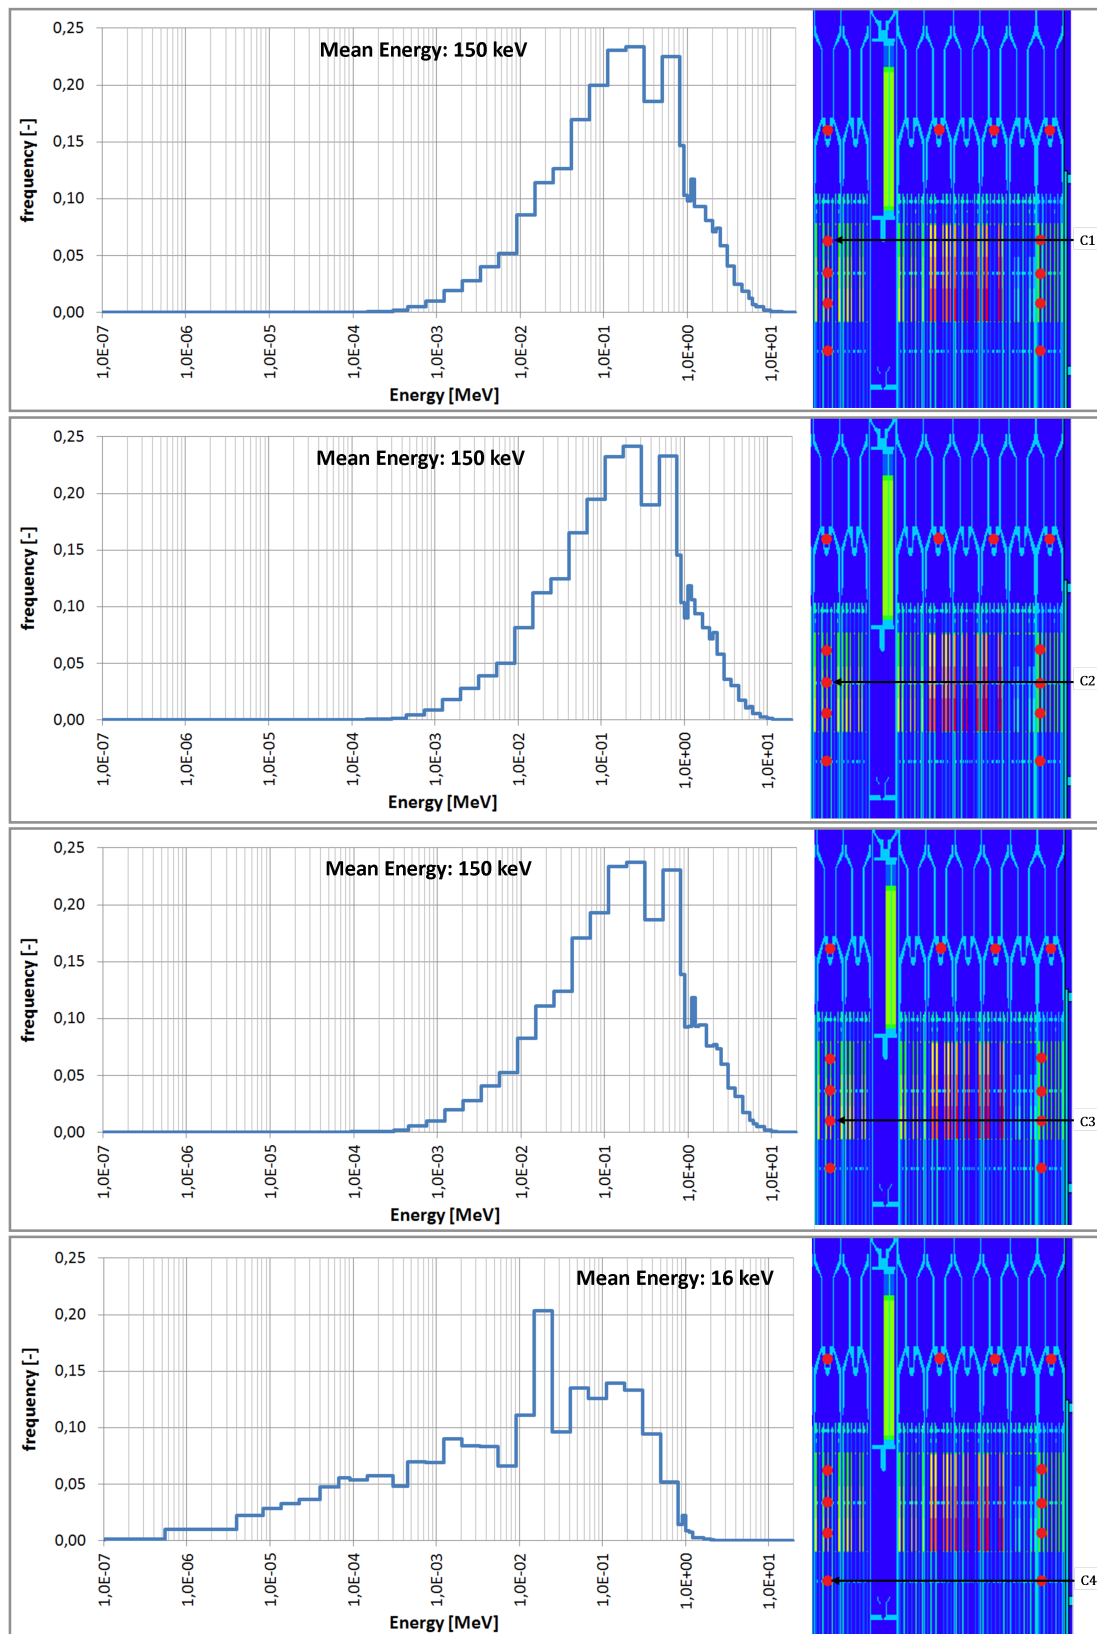 Mean Energy: 150 keV
frequency [-]
0,25
0,20
0,15
0,10
0,05
0,00
1,0E-07 1,0E-06 1,0E-05 1,0E-04 1,0E-03 1,0E-02 1,0E-01 1,0E+00 1,0E+01
Energy [MeV]
C1
Mean Energy: 150 keV
frequency [-]
0,25
0,20
0,15
0,10
0,05
0,00
1,0E-07 1,0E-06 1,0E-05 1,0E-04 1,0E-03 1,0E-02 1,0E-01 1,0E+00 1,0E+01
Energy [MeV]
C2
Mean Energy: 150 keV
frequency [-]
0,25
0,20
0,15
0,10
0,05
0,00
1,0E-07 1,0E-06 1,0E-05 1,0E-04 1,0E-03 1,0E-02 1,0E-01 1,0E+00 1,0E+01
Energy [MeV]
C3
Mean Energy: 16 keV
frequency [-]
0,25
0,20
0,15
0,10
0,05
0,00
1,0E-07 1,0E-06 1,0E-05 1,0E-04 1,0E-03 1,0E-02 1,0E-01 1,0E+00 1,0E+01
Energy [MeV]
C4